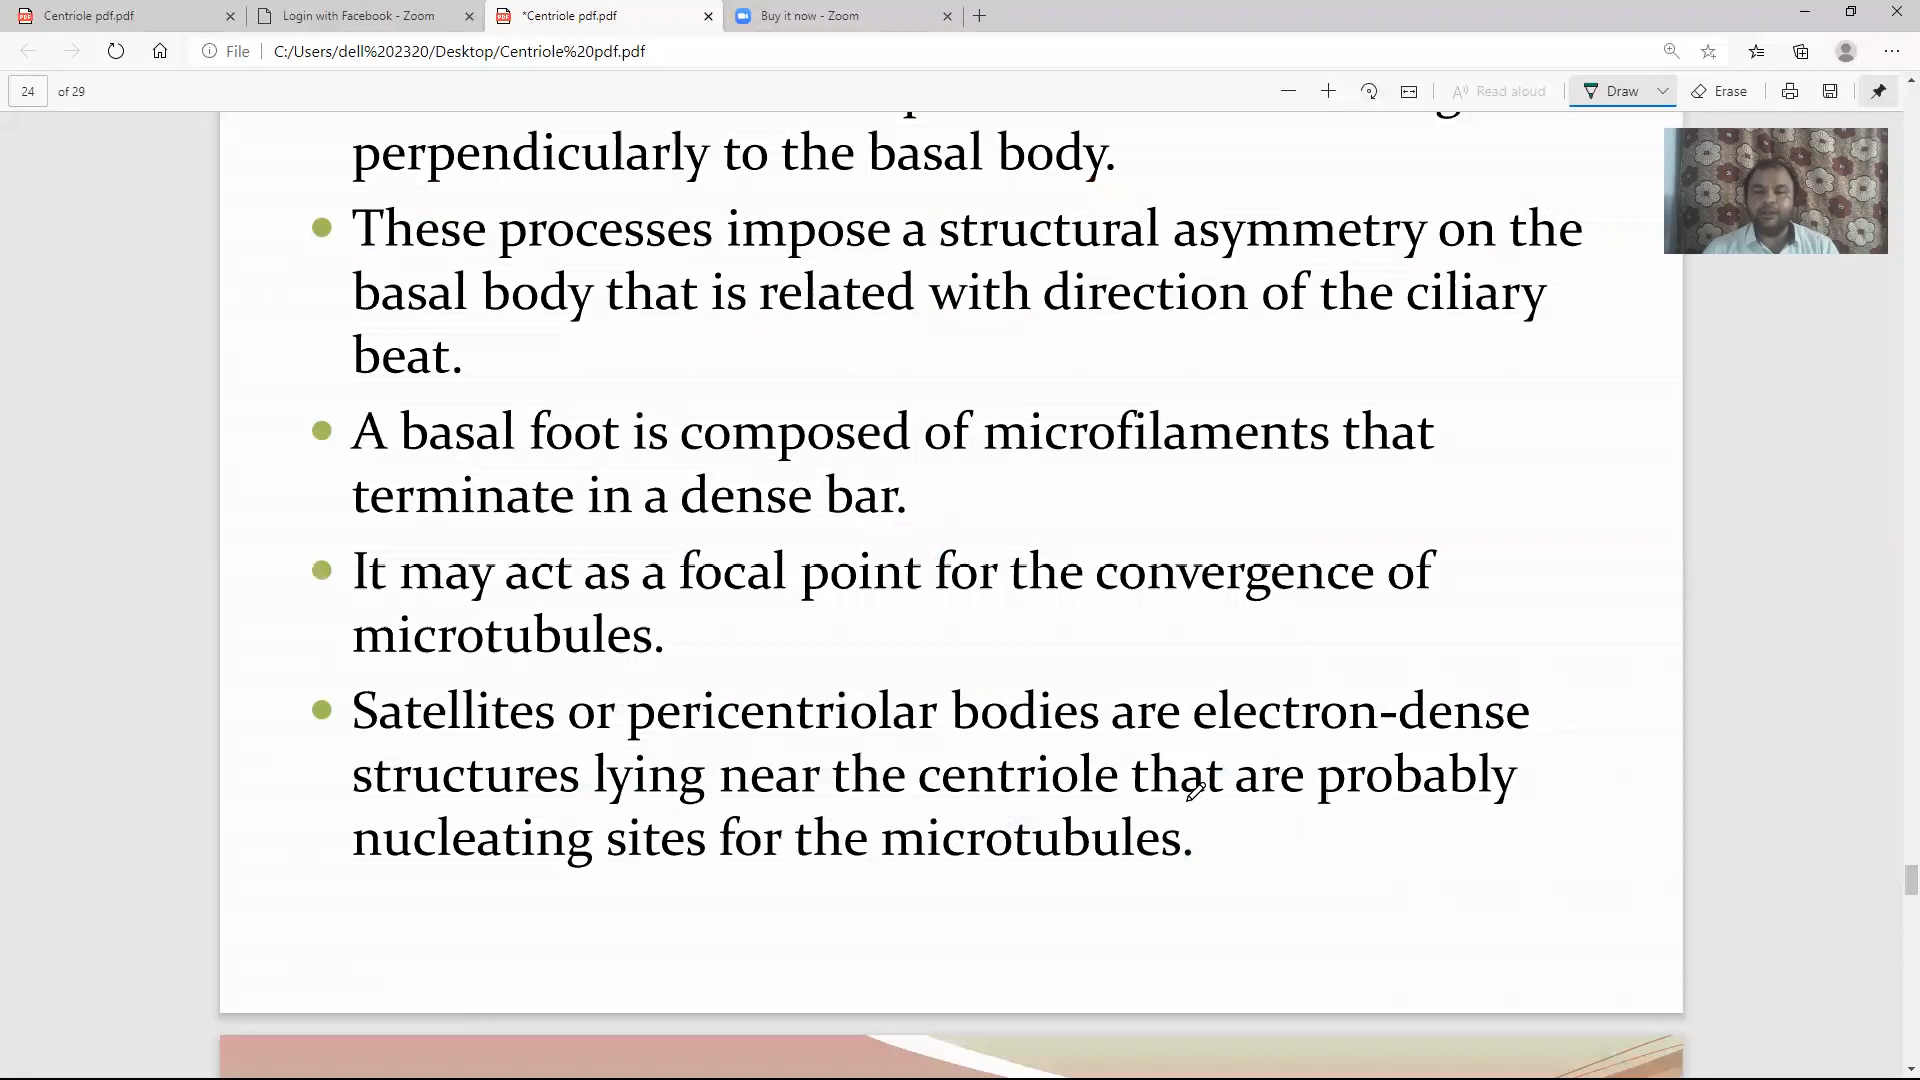 Centriole pdf.pdf
Login with Facebook - Zoom
*Centriole pdf.pdf
Buy it now - Zoom
File
C:/Users/dell%202320/Desktop/Centriole%20pdf.pdf
24 of 29
Read aloud
Draw
Erase
perpendicularly to the basal body.
These processes impose a structural asymmetry on the
basal body that is related with direction of the ciliary
beat.
A basal foot is composed of microfilaments that
terminate in a dense bar.
It may act as a focal point for the convergence of
microtubules.
Satellites or pericentriolar bodies are electron-dense
structures lying near the centriole that are probably
nucleating sites for the microtubules.